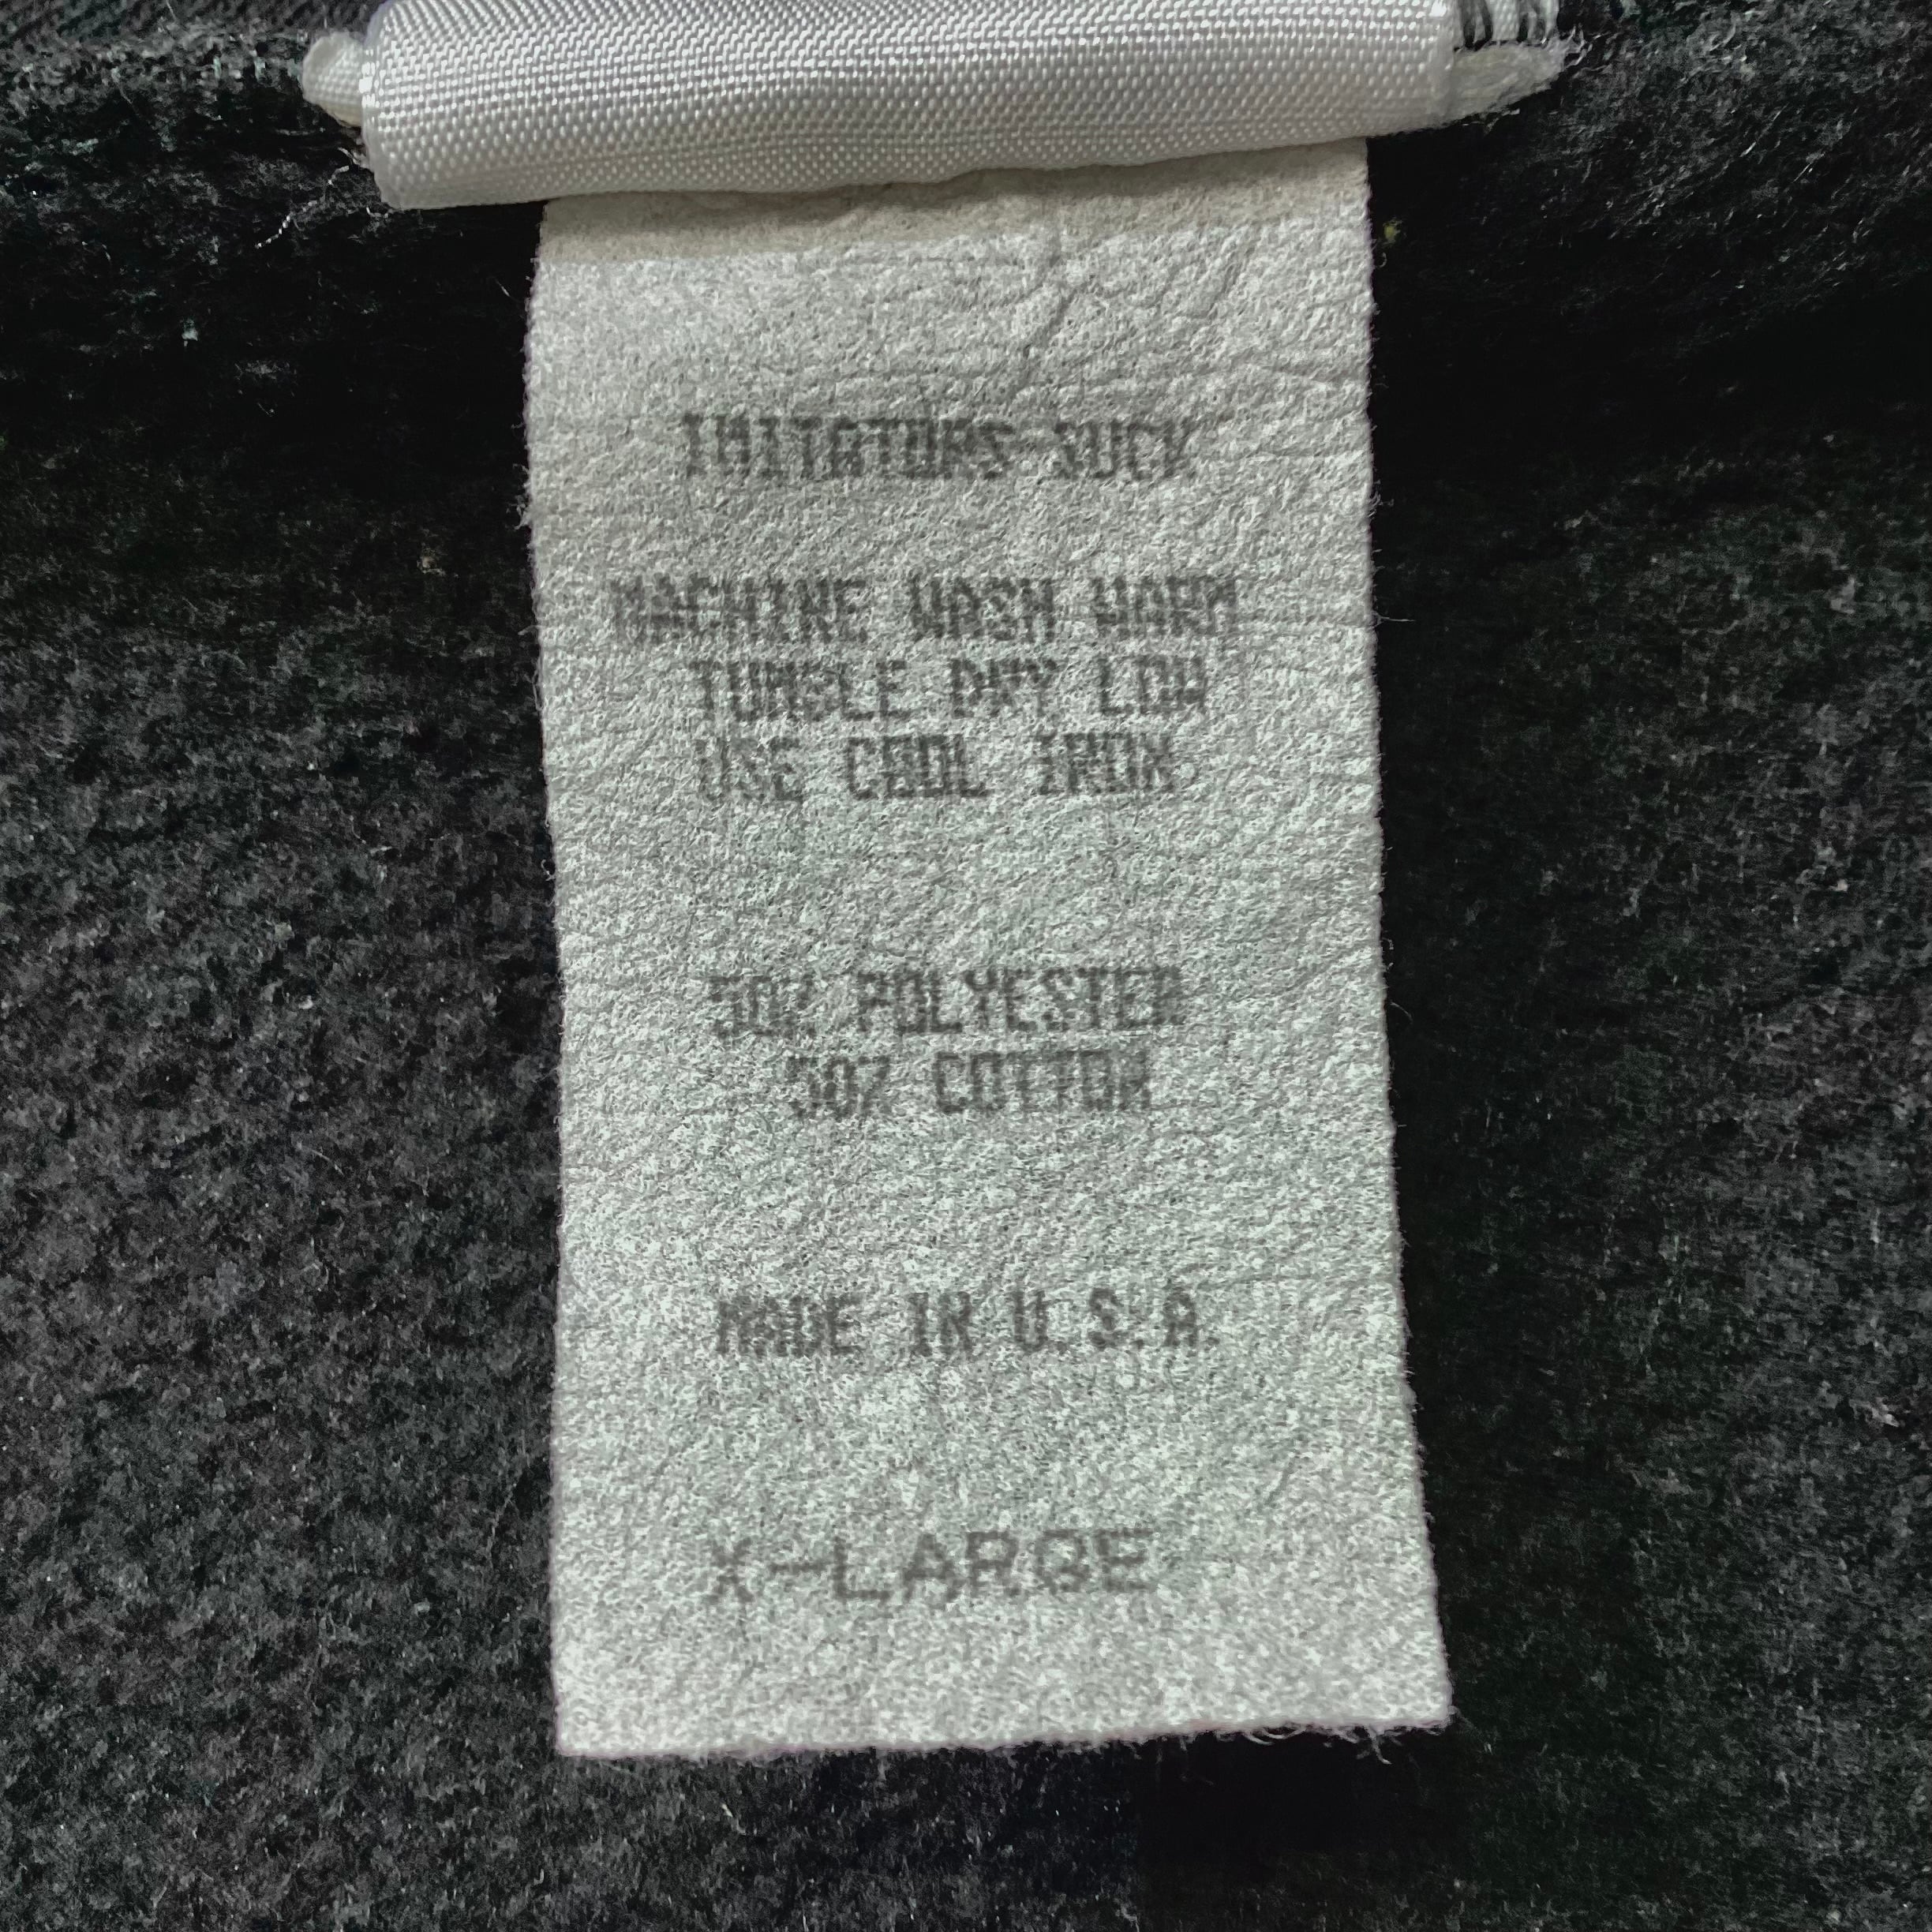 IMITATORS SUCK
MACHINE WASH WARM
TUMBLE DRY LOW
USE COOL IRON
50% POLYESTER
50% COTTON
MADE IN U.S.A.
X-LARGE